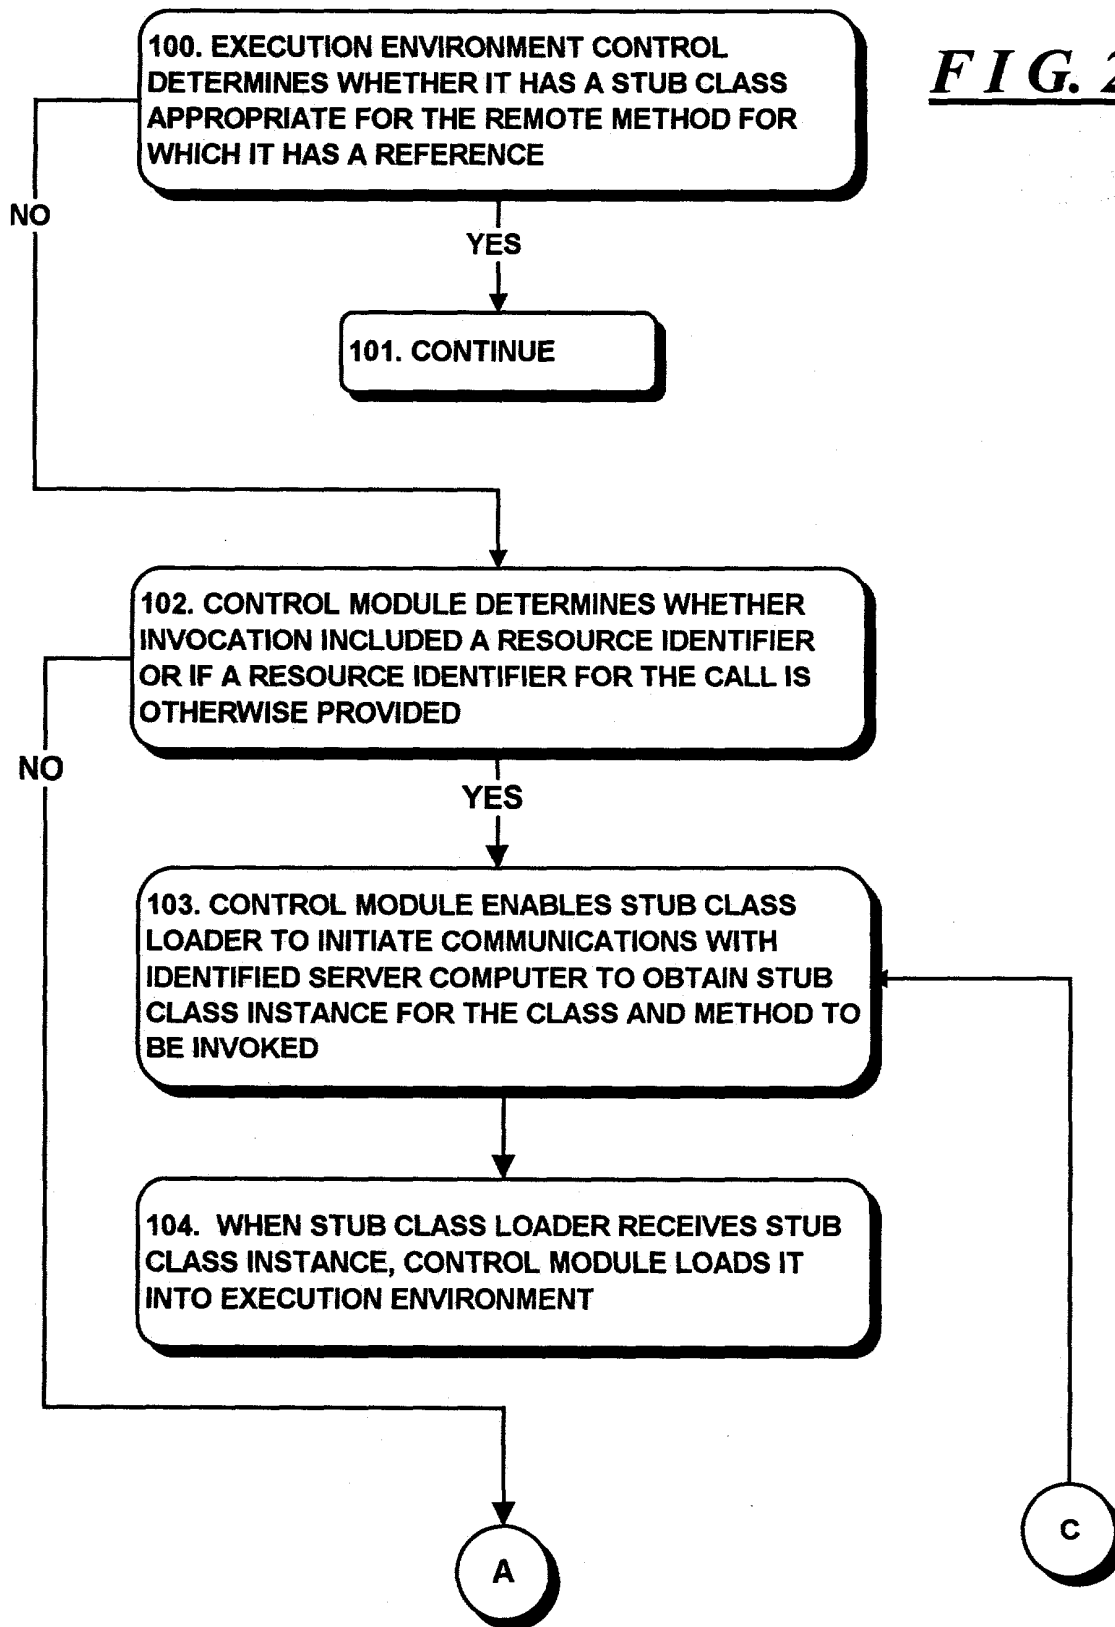 F I G. 2
100. EXECUTION ENVIRONMENT CONTROL
DETERMINES WHETHER IT HAS A STUB CLASS
APPROPRIATE FOR THE REMOTE METHOD FOR
WHICH IT HAS A REFERENCE
NO
YES
101. CONTINUE
102. CONTROL MODULE DETERMINES WHETHER
INVOCATION INCLUDED A RESOURCE IDENTIFIER
OR IF A RESOURCE IDENTIFIER FOR THE CALL IS
OTHERWISE PROVIDED
NO
YES
103. CONTROL MODULE ENABLES STUB CLASS
LOADER TO INITIATE COMMUNICATIONS WITH
IDENTIFIED SERVER COMPUTER TO OBTAIN STUB
CLASS INSTANCE FOR THE CLASS AND METHOD TO
BE INVOKED
104. WHEN STUB CLASS LOADER RECEIVES STUB
CLASS INSTANCE, CONTROL MODULE LOADS IT
INTO EXECUTION ENVIRONMENT
C
A